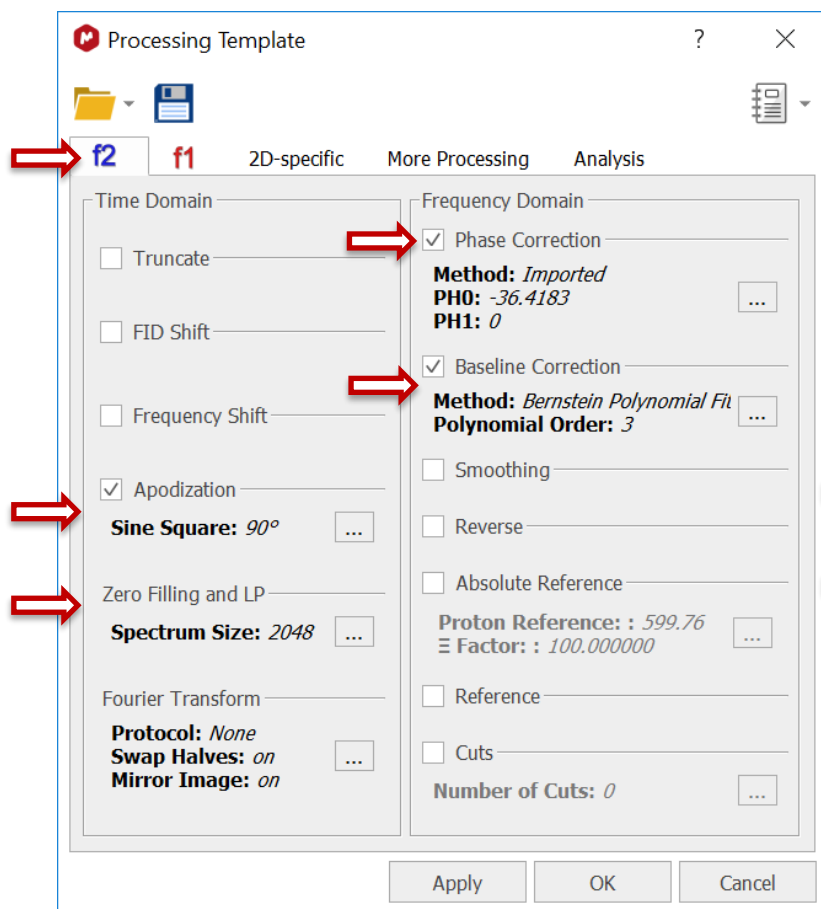 Processing Template
?
f2
f1
2D-specific
More Processing
Analysis
Time Domain
Truncate
FID Shift
Frequency Shift
Apodization
Sine Square: 90°
...
Zero Filling and LP
Spectrum Size: 2048
...
Fourier Transform
Protocol: None
Swap Halves: on
...
Mirror Image: on
Frequency Domain
Phase Correction
Method: Imported
PH0: -36.4183
...
PH1: 0
Baseline Correction
Method: Bernstein Polynomial Fit
...
Polynomial Order: 3
Smoothing
Reverse
Absolute Reference
Proton Reference: : 599.76
...
Ξ Factor: : 100.000000
Reference
Cuts
Number of Cuts: 0
...
Apply
OK
Cancel